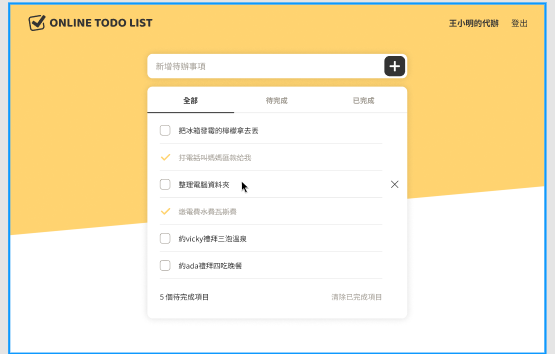 ONLINE TODO LIST
王小明的代辦 登出
新增待辦事項
全部 待完成 已完成
把冰箱發霉的檸檬拿去丟
打電話叫媽媽匯款給我
整理電腦資料夾
繳電費水費瓦斯費
約vicky禮拜三泡溫泉
約ada禮拜四吃晚餐
5 個待完成項目 清除已完成項目